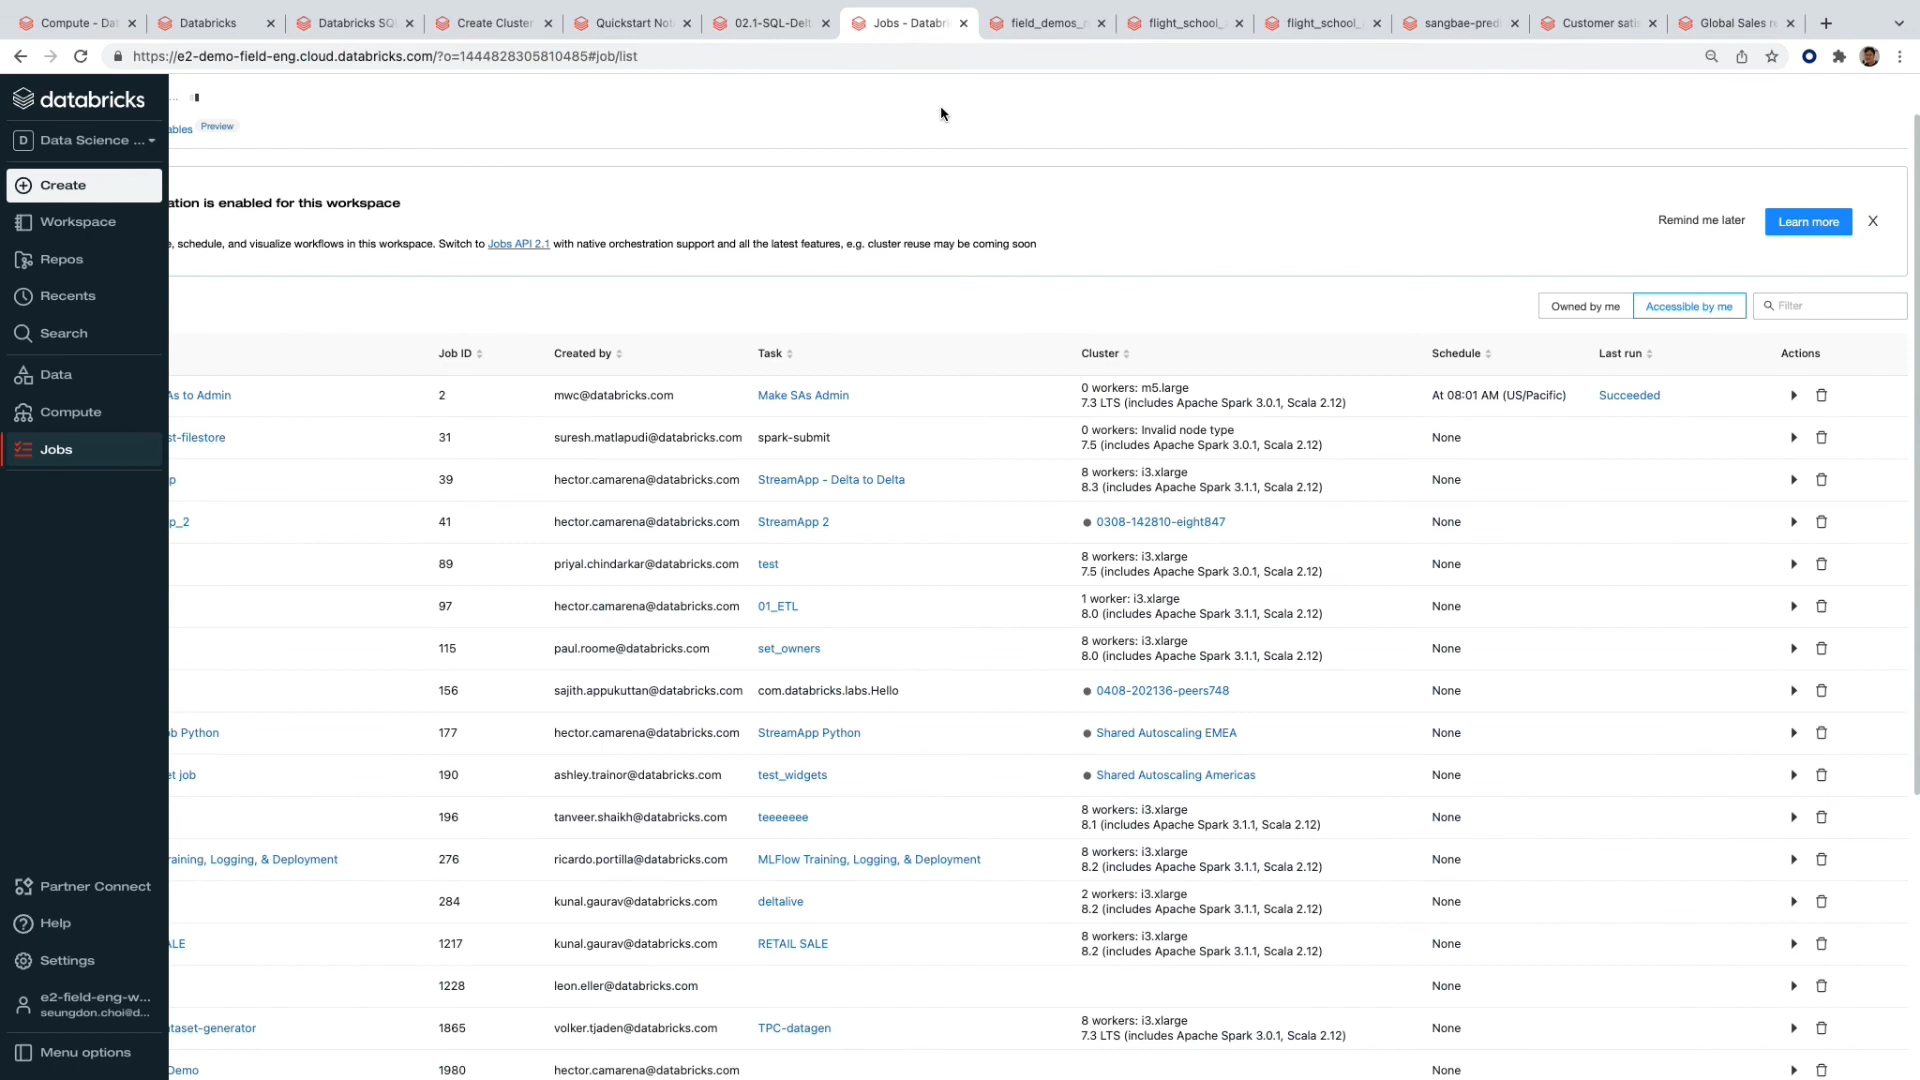 Compute - Dat
Databricks
Databricks SQ
Create Cluster
Quickstart Not
02.1-SQL-Delt
Jobs - Databri
field_demos_r
flight_school_
flight_school_
sangbae-pred
Customer satis
Global Sales re
https://e2-demo-field-eng.cloud.databricks.com/?o=1444828305810485#job/list
databricks
D Data Science ...
Create
Workspace
Repos
Recents
Search
Data
Compute
Jobs
Partner Connect
Help
Settings
e2-field-eng-w...
seungdon.choi@d...
Menu options
...
ables Preview
ation is enabled for this workspace
e, schedule, and visualize workflows in this workspace. Switch to Jobs API 2.1 with native orchestration support and all the latest features, e.g. cluster reuse may be coming soon
Remind me later Learn more X
Owned by me Accessible by me Filter
Job ID Created by Task Cluster Schedule Last run Actions
As to Admin 2 mwc@databricks.com Make SAs Admin 0 workers: m5.large At 08:01 AM (US/Pacific) Succeeded
7.3 LTS (includes Apache Spark 3.0.1, Scala 2.12)
st-filestore 31 suresh.matlapudi@databricks.com spark-submit 0 workers: Invalid node type None
7.5 (includes Apache Spark 3.0.1, Scala 2.12)
p 39 hector.camarena@databricks.com StreamApp - Delta to Delta 8 workers: i3.xlarge None
8.3 (includes Apache Spark 3.1.1, Scala 2.12)
p_2 41 hector.camarena@databricks.com StreamApp 2 0308-142810-eight847 None
89 priyal.chindarkar@databricks.com test 8 workers: i3.xlarge None
7.5 (includes Apache Spark 3.0.1, Scala 2.12)
97 hector.camarena@databricks.com 01_ETL 1 worker: i3.xlarge None
8.0 (includes Apache Spark 3.1.1, Scala 2.12)
115 paul.roome@databricks.com set_owners 8 workers: i3.xlarge None
8.0 (includes Apache Spark 3.1.1, Scala 2.12)
156 sajith.appukuttan@databricks.com com.databricks.labs.Hello 0408-202136-peers748 None
ob Python 177 hector.camarena@databricks.com StreamApp Python Shared Autoscaling EMEA None
et job 190 ashley.trainor@databricks.com test_widgets Shared Autoscaling Americas None
196 tanveer.shaikh@databricks.com teeeeeee 8 workers: i3.xlarge None
8.1 (includes Apache Spark 3.1.1, Scala 2.12)
raining, Logging, & Deployment 276 ricardo.portilla@databricks.com MLFlow Training, Logging, & Deployment 8 workers: i3.xlarge None
8.2 (includes Apache Spark 3.1.1, Scala 2.12)
284 kunal.gaurav@databricks.com deltalive 2 workers: i3.xlarge None
8.2 (includes Apache Spark 3.1.1, Scala 2.12)
ALE 1217 kunal.gaurav@databricks.com RETAIL SALE 8 workers: i3.xlarge None
8.2 (includes Apache Spark 3.1.1, Scala 2.12)
1228 leon.eller@databricks.com None
ataset-generator 1865 volker.tjaden@databricks.com TPC-datagen 8 workers: i3.xlarge None
7.3 LTS (includes Apache Spark 3.0.1, Scala 2.12)
Demo 1980 hector.camarena@databricks.com None